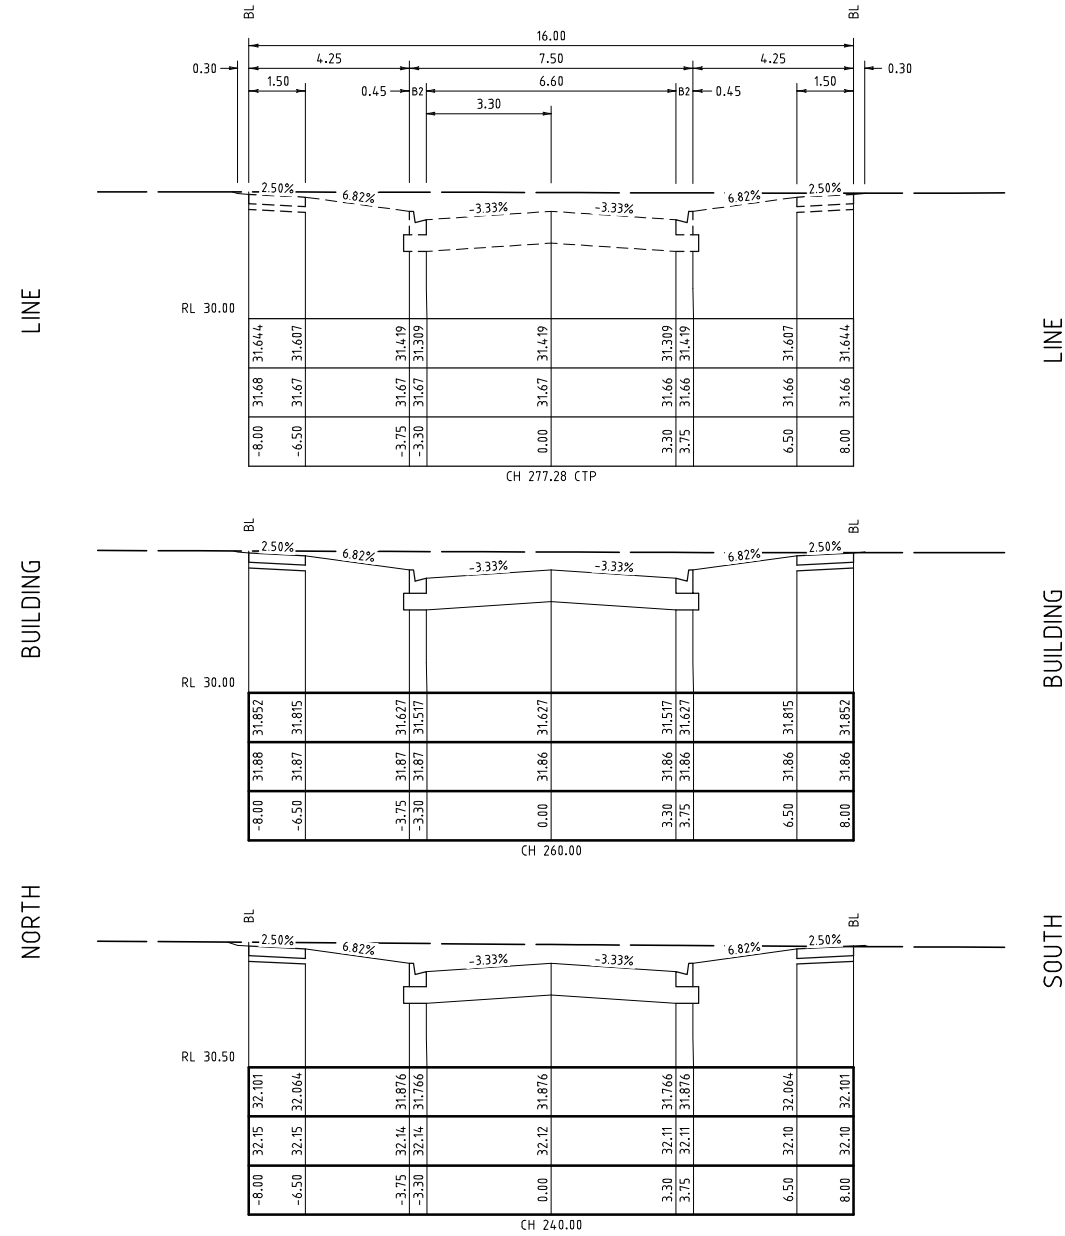 BL BL
16.00
4.25 7.50 4.25
0.30 0.30
1.50 0.45 B2 6.60 B2 0.45 1.50
3.30
2.50% 6.82% -3.33% -3.33% 6.82% 2.50%
RL 30.00
31.644 31.607 31.419 31.309 31.419 31.309 31.419 31.607 31.644
31.68 31.67 31.67 31.67 31.67 31.66 31.66 31.66 31.66
-8.00 -6.50 -3.75 -3.30 0.00 3.30 3.75 6.50 8.00
CH 277.28 CTP
BL BL
2.50% 6.82% -3.33% -3.33% 6.82% 2.50%
RL 30.00
31.852 31.815 31.627 31.517 31.627 31.517 31.627 31.815 31.852
31.88 31.87 31.87 31.87 31.86 31.86 31.86 31.86 31.86
-8.00 -6.50 -3.75 -3.30 0.00 3.30 3.75 6.50 8.00
CH 260.00
BL BL
2.50% 6.82% -3.33% -3.33% 6.82% 2.50%
RL 30.50
32.101 32.064 31.876 31.766 31.876 31.766 31.876 32.064 32.101
32.15 32.15 32.14 32.14 32.12 32.11 32.11 32.10 32.10
-8.00 -6.50 -3.75 -3.30 0.00 3.30 3.75 6.50 8.00
CH 240.00
NORTH BUILDING LINE
SOUTH BUILDING LINE